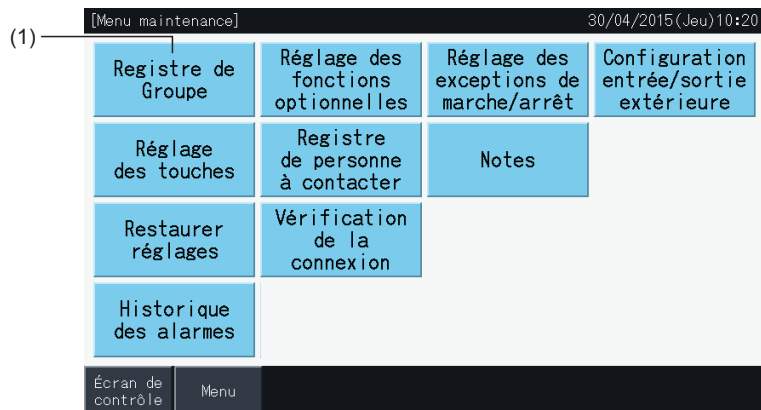 [Menu maintenance]
30/04/2015(Jeu)10:20
(1)
Registre de
Groupe
Réglage des
fonctions
optionnelles
Réglage des
exceptions de
marche/arrêt
Configuration
entrée/sortie
extérieure
Réglage
des touches
Registre
de personne
à contacter
Notes
Restaurer
réglages
Vérification
de la
connexion
Historique
des alarmes
Écran de
contrôle
Menu